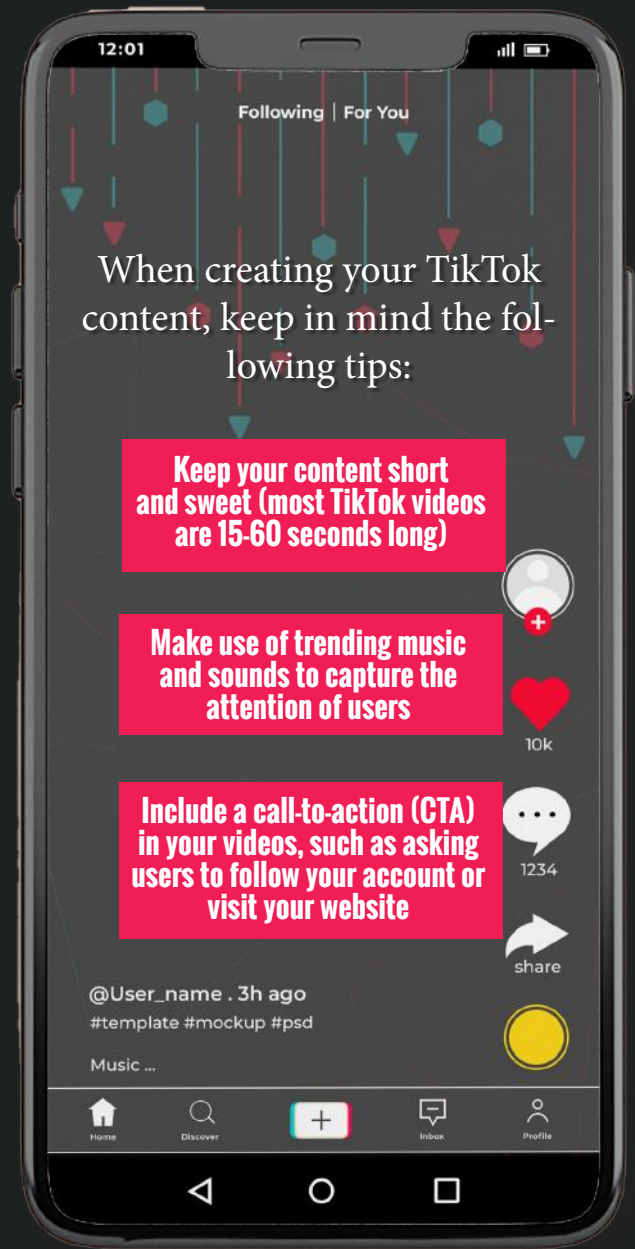 12:01
Following | For You
When creating your TikTok
content, keep in mind the fol-
lowing tips:
Keep your content short
and sweet (most TikTok videos
are 15-60 seconds long)
Make use of trending music
and sounds to capture the
attention of users
10k
Include a call-to-action (CTA)
in your videos, such as asking
users to follow your account or
visit your website
1234
share
@User_name . 3h ago
#template #mockup #psd
Music ...
Home
Discover
Inbox
Profile